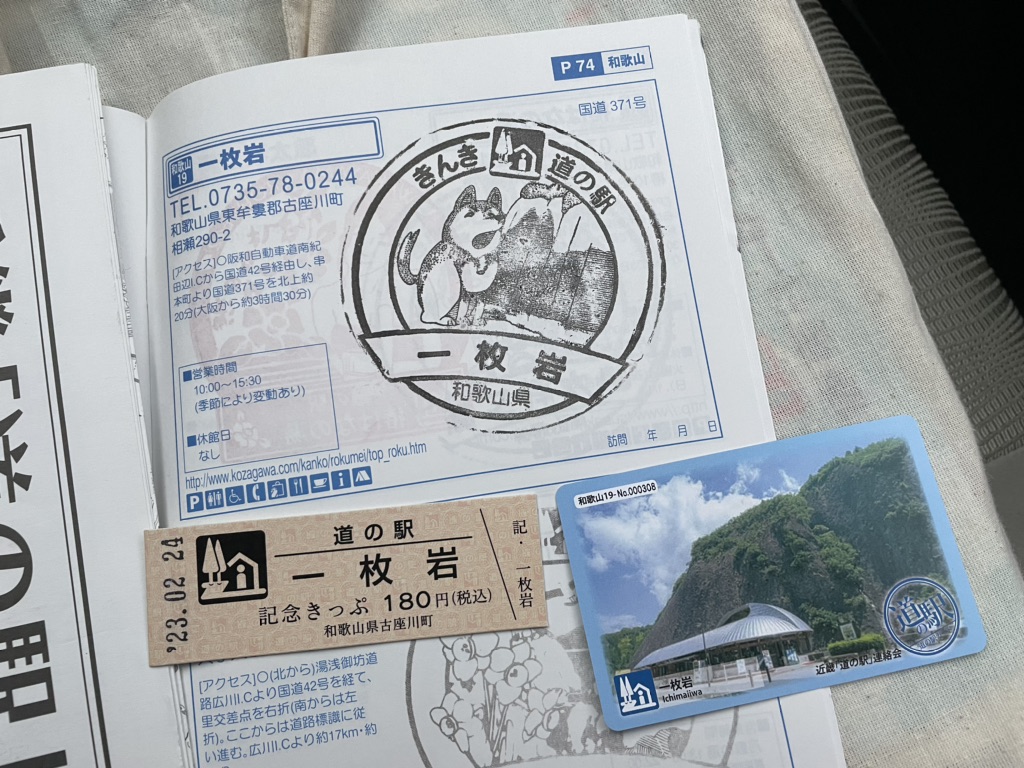 P 74 和歌山
国道 371号
和歌山 19 一枚岩
TEL.0735-78-0244
和歌山県東牟婁郡古座川町
相瀬290-2
[アクセス]〇阪和自動車道南紀
田辺I.Cから国道42号経由し、串
本町より国道371号を北上約
20分(大阪から約3時間30分)
■営業時間
10:00〜15:30
(季節により変動あり)
■休館日
なし
http://www.kozagawa.com/kanko/rokumei/top_roku.htm
きんき 道の駅
一枚岩
和歌山県
訪問 年 月 日
'23.02.24
道の駅
一枚岩
記念きっぷ 180円(税込)
和歌山県古座川町
記・一枚岩
和歌山19-No.000308
道の駅
一枚岩
Ichimaiiwa
近畿「道の駅」連絡会
[アクセス]〇(北から)湯浅御坊道
路広川I.Cより国道42号を経て、
里交差点を右折(南からは左
折)。ここからは道路標識に従
い進む。広川I.Cより約17km・約
の駅